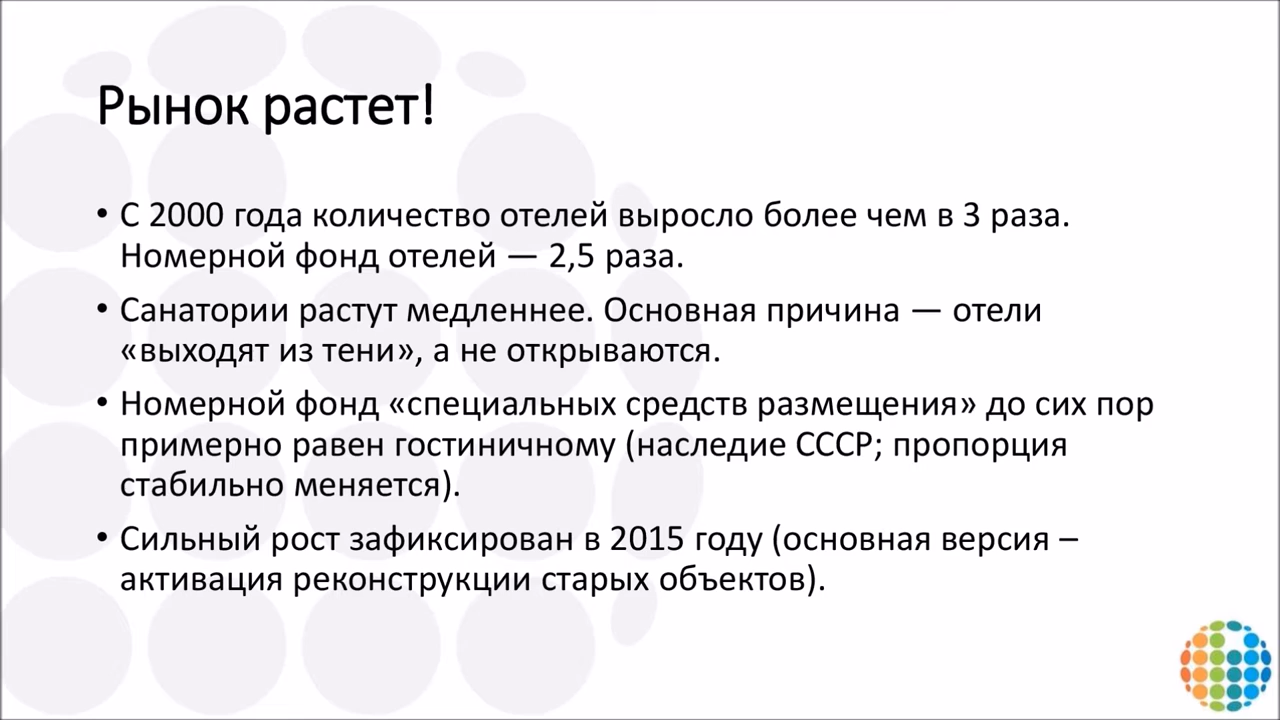 Рынок растет!
• С 2000 года количество отелей выросло более чем в 3 раза.
Номерной фонд отелей — 2,5 раза.
• Санатории растут медленнее. Основная причина — отели
«выходят из тени», а не открываются.
• Номерной фонд «специальных средств размещения» до сих пор
примерно равен гостиничному (наследие СССР; пропорция
стабильно меняется).
• Сильный рост зафиксирован в 2015 году (основная версия –
активация реконструкции старых объектов).